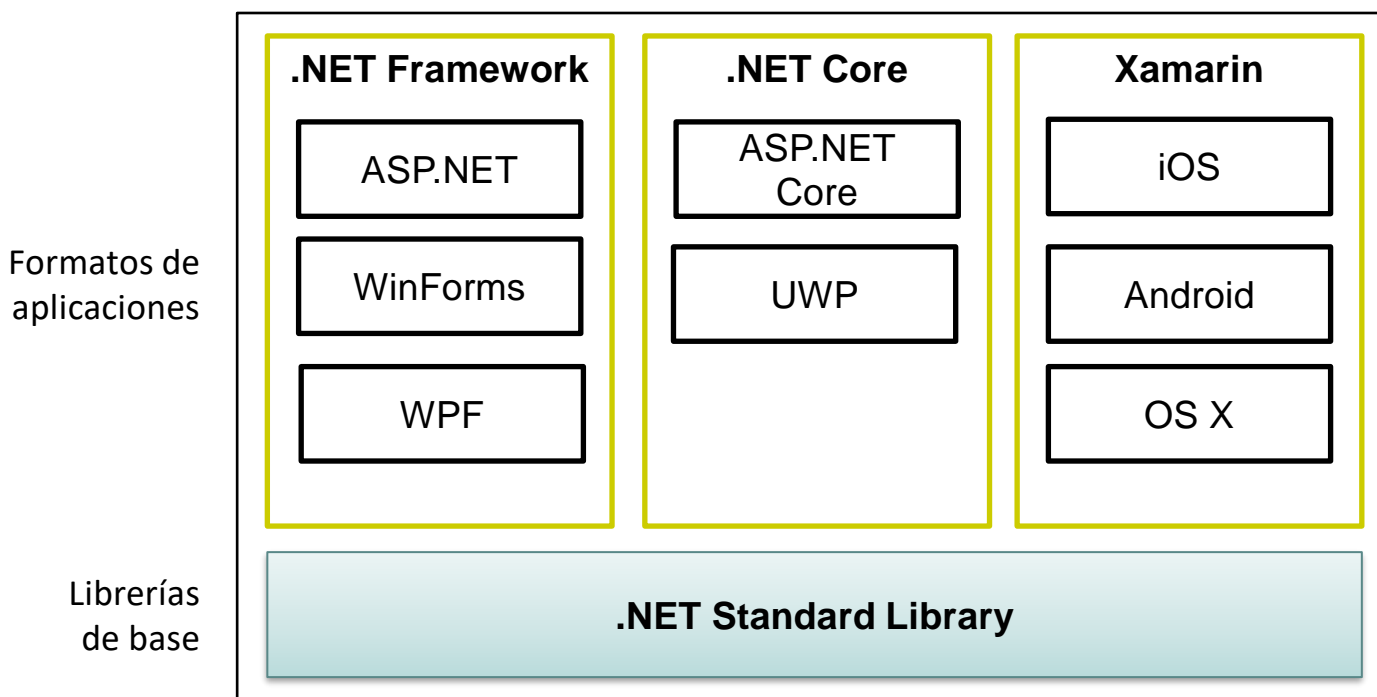 .NET Framework
.NET Core
Xamarin
ASP.NET
ASP.NET
Core
iOS
Formatos de
aplicaciones
WinForms
UWP
Android
WPF
OS X
Librerías
de base
.NET Standard Library